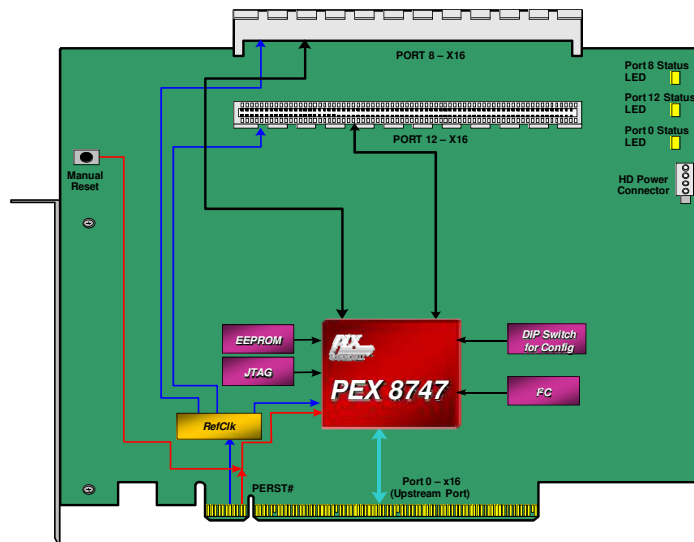 PORT 8 – X16
Port 8 Status
LED
Port 12 Status
LED
PORT 12 – X16
Port 0 Status
LED
Manual
Reset
HD Power
Connector
EEPROM
DIP Switch
for Config
JTAG
PEX 8747
I²C
RefClk
PERST#
Port 0 – x16
(Upstream Port)